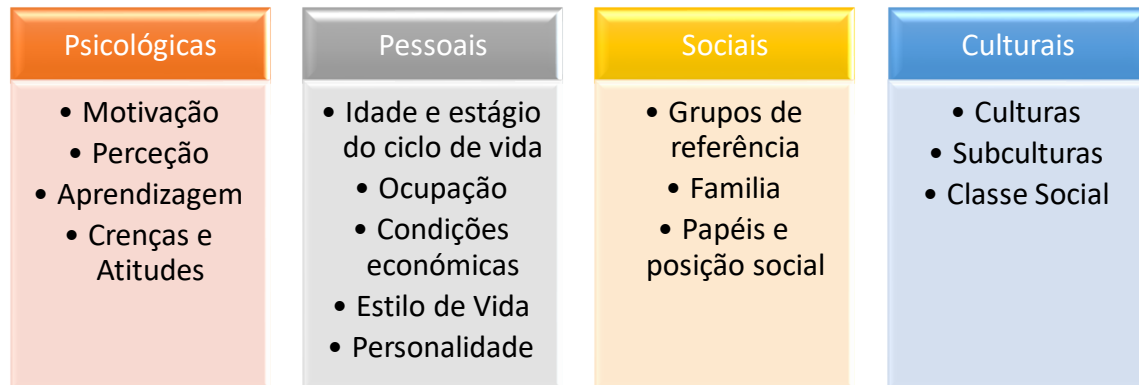 Psicológicas
• Motivação
• Perceção
• Aprendizagem
• Crenças e
Atitudes
Pessoais
• Idade e estágio
do ciclo de vida
• Ocupação
• Condições
económicas
• Estilo de Vida
• Personalidade
Sociais
• Grupos de
referência
• Familia
• Papéis e
posição social
Culturais
• Culturas
• Subculturas
• Classe Social